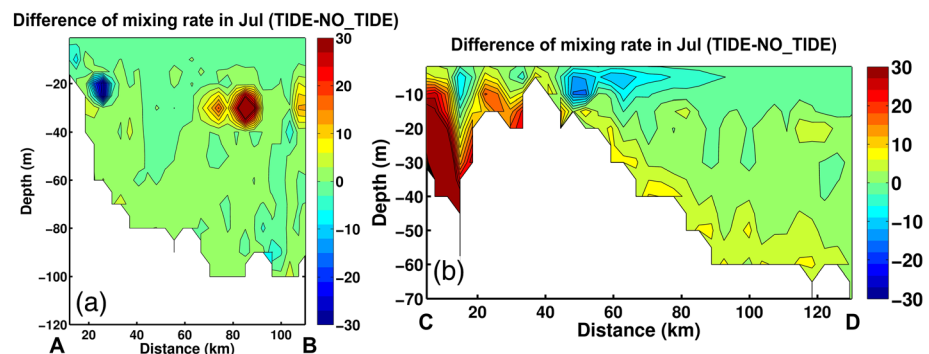 Difference of mixing rate in Jul (TIDE-NO_TIDE)
30
20
10
0
−10
−20
−30
−20
−40
−60
−80
−100
−120
Depth (m)
(a)
20 40 60 80 100
A Distance (km) B
Difference of mixing rate in Jul (TIDE-NO_TIDE)
30
20
10
0
−10
−20
−30
−10
−20
−30
−40
−50
−60
−70
Depth (m)
(b)
20 40 60 80 100 120
C Distance (km) D